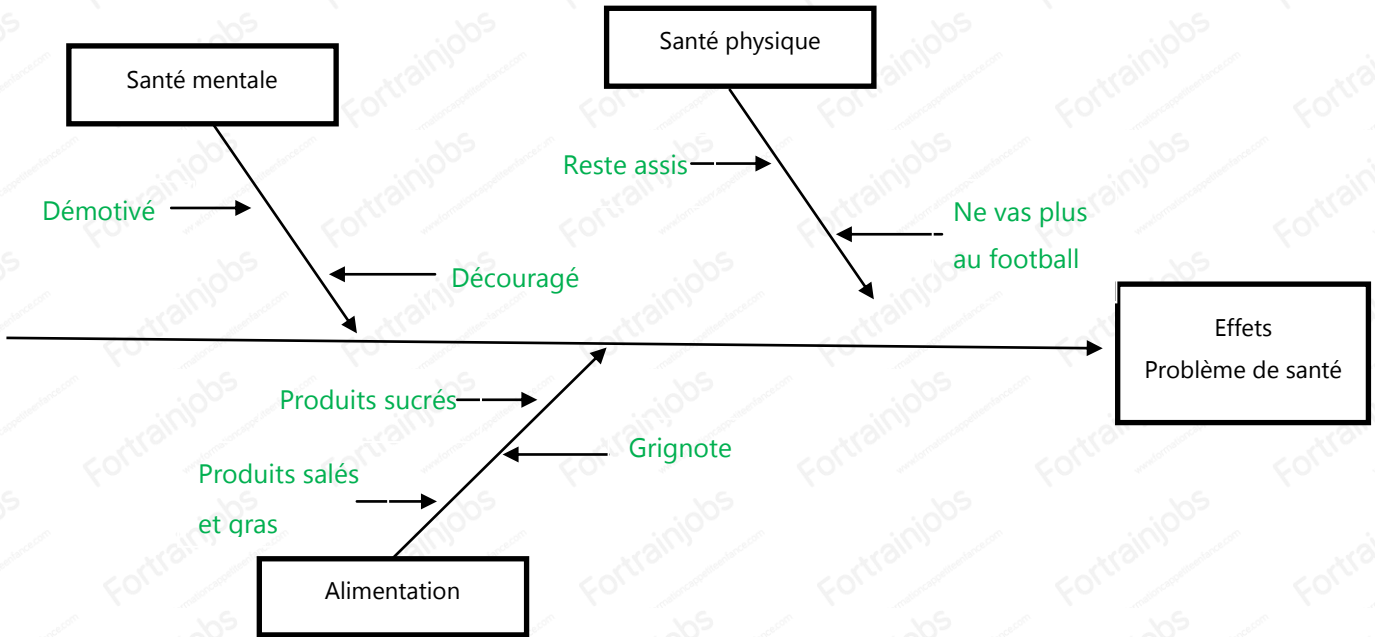 Santé physique
Santé mentale
Reste assis
Démotivé
Ne vas plus
au football
Découragé
Effets
Problème de santé
Produits sucrés
Grignote
Produits salés
et gras
Alimentation
Fortrainjobs